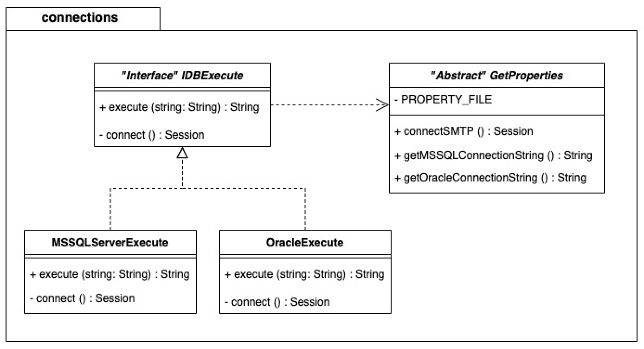 connections
"Interface" IDBExecute
+ execute (string: String) : String
- connect () : Session
"Abstract" GetProperties
- PROPERTY_FILE
+ connectSMTP () : Session
+ getMSSQLConnectionString () : String
+ getOracleConnectionString () : String
MSSQLServerExecute
+ execute (string: String) : String
- connect () : Session
OracleExecute
+ execute (string: String) : String
- connect () : Session